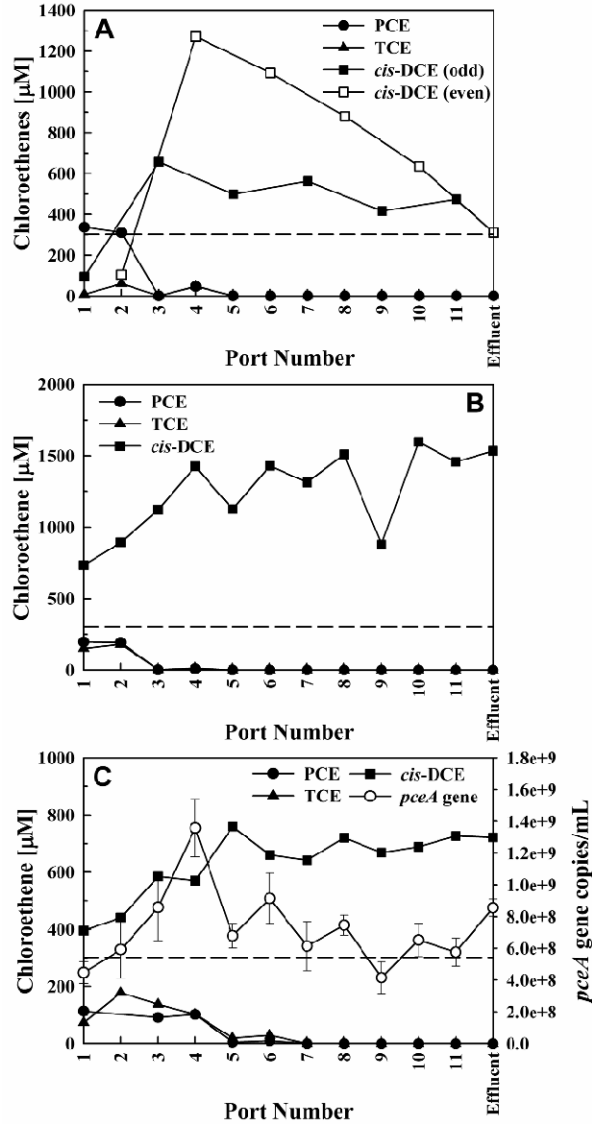 A
PCE
TCE
cis-DCE (odd)
cis-DCE (even)
Chloroethenes [µM]
1400
1200
1000
800
600
400
200
0
1 2 3 4 5 6 7 8 9 10 11 Effluent
Port Number
B
PCE
TCE
cis-DCE
Chloroethene [µM]
2000
1500
1000
500
0
1 2 3 4 5 6 7 8 9 10 11 Effluent
Port Number
C
PCE
TCE
cis-DCE
pceA gene
Chloroethene [µM]
1000
800
600
400
200
0
1.8e+9
1.6e+9
1.4e+9
1.2e+9
1.0e+9
8.0e+8
6.0e+8
4.0e+8
2.0e+8
0.0
pceA gene copies/mL
1 2 3 4 5 6 7 8 9 10 11 Effluent
Port Number